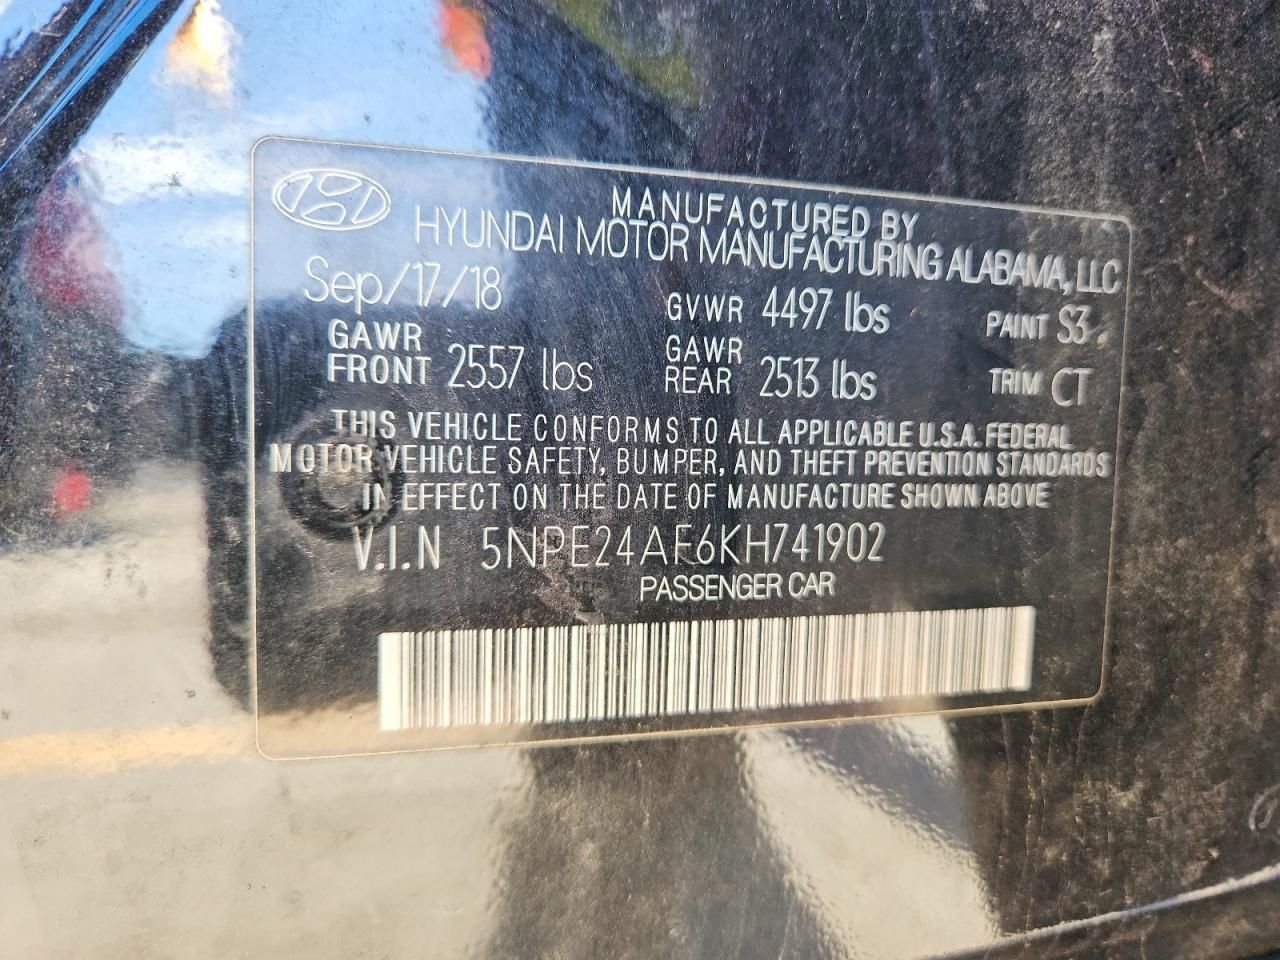 MANUFACTURED BY
HYUNDAI MOTOR MANUFACTURING ALABAMA, LLC
Sep/17/18
GVWR 4497 lbs
PAINT S3
GAWR FRONT 2557 lbs
GAWR REAR 2513 lbs
TRIM CT
THIS VEHICLE CONFORMS TO ALL APPLICABLE U.S.A. FEDERAL
MOTOR VEHICLE SAFETY, BUMPER, AND THEFT PREVENTION STANDARDS
IN EFFECT ON THE DATE OF MANUFACTURE SHOWN ABOVE
V.I.N 5NPE24AF6KH741902
PASSENGER CAR